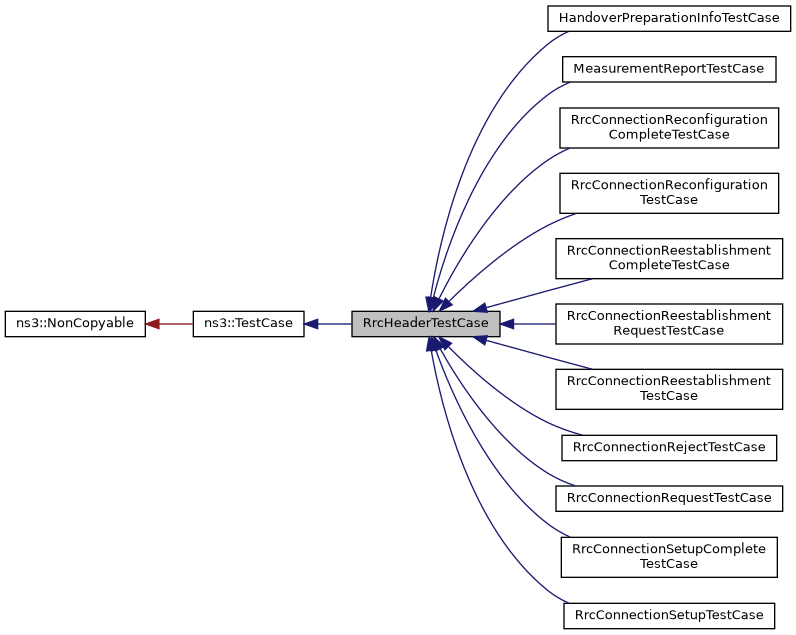 HandoverPreparationInfoTestCase
MeasurementReportTestCase
RrcConnectionReconfiguration
CompleteTestCase
RrcConnectionReconfiguration
TestCase
RrcConnectionReestablishment
CompleteTestCase
ns3::NonCopyable
ns3::TestCase
RrcHeaderTestCase
RrcConnectionReestablishment
RequestTestCase
RrcConnectionReestablishment
TestCase
RrcConnectionRejectTestCase
RrcConnectionRequestTestCase
RrcConnectionSetupComplete
TestCase
RrcConnectionSetupTestCase